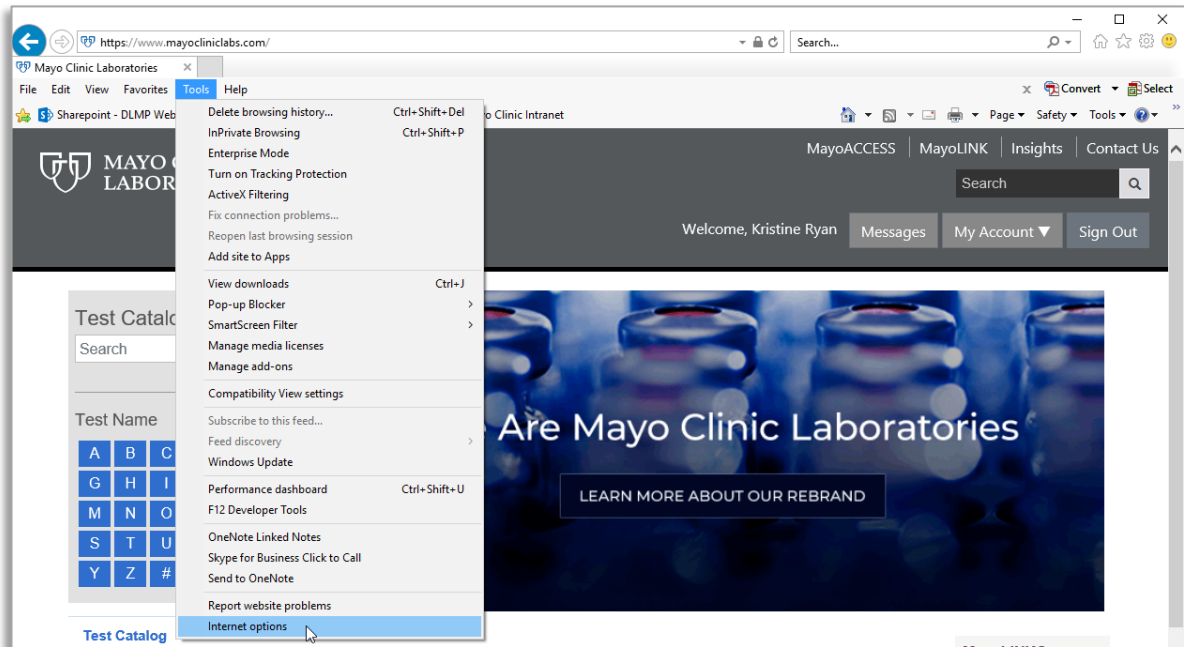 https://www.mayocliniclabs.com/
Search...
Mayo Clinic Laboratories
File Edit View Favorites Tools Help
Convert Select
Sharepoint - DLMP Web
o Clinic Intranet
Page Safety Tools
Delete browsing history... Ctrl+Shift+Del
InPrivate Browsing Ctrl+Shift+P
Enterprise Mode
Turn on Tracking Protection
ActiveX Filtering
Fix connection problems...
Reopen last browsing session
Add site to Apps
View downloads Ctrl+J
Pop-up Blocker
SmartScreen Filter
Manage media licenses
Manage add-ons
Compatibility View settings
Subscribe to this feed...
Feed discovery
Windows Update
Performance dashboard Ctrl+Shift+U
F12 Developer Tools
OneNote Linked Notes
Skype for Business Click to Call
Send to OneNote
Report website problems
Internet options
MAYO
LABOR
MayoACCESS MayoLINK Insights Contact Us
Search
Welcome, Kristine Ryan Messages My Account ▼ Sign Out
Test Catalo
Search
Test Name
A B C
G H I
M N O
S T U
Y Z #
Test Catalog
Are Mayo Clinic Laboratories
LEARN MORE ABOUT OUR REBRAND